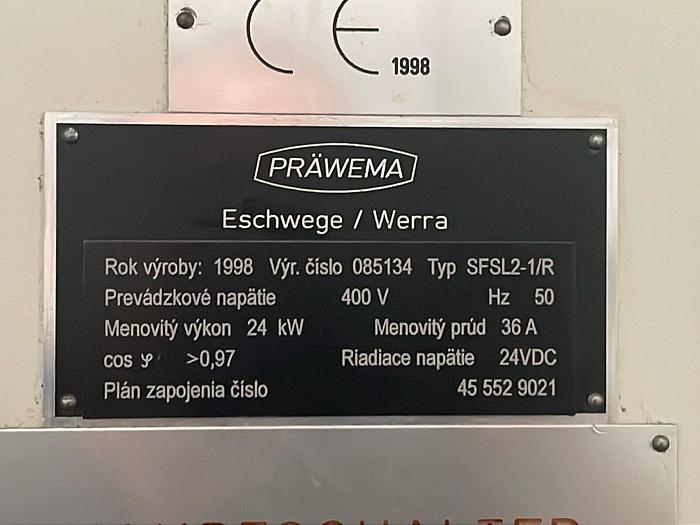 CE
1998
PRÄWEMA
Eschwege / Werra
Rok výroby: 1998 Výr. číslo 085134 Typ SFSL2-1/R
Prevádzkové napätie 400 V Hz 50
Menovitý výkon 24 kW Menovitý prúd 36 A
cos φ >0,97 Riadiace napätie 24VDC
Plán zapojenia číslo 45 552 9021